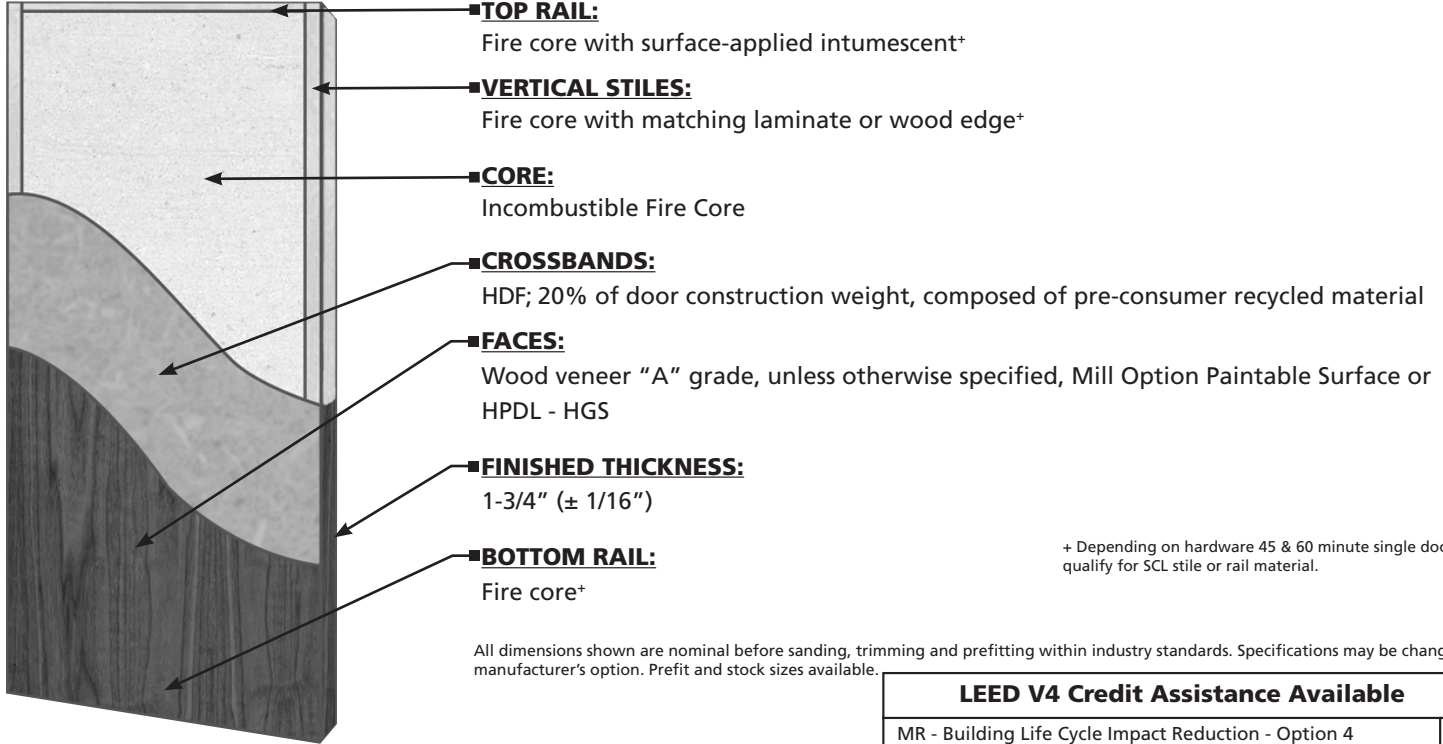 TOP RAIL:
Fire core with surface-applied intumescent+
VERTICAL STILES:
Fire core with matching laminate or wood edge+
CORE:
Incombustible Fire Core
CROSSBANDS:
HDF; 20% of door construction weight, composed of pre-consumer recycled material
FACES:
Wood veneer “A” grade, unless otherwise specified, Mill Option Paintable Surface or
HPDL - HGS
FINISHED THICKNESS:
1-3/4” (± 1/16”)
BOTTOM RAIL:
Fire core+
+ Depending on hardware 45 & 60 minute single
qualify for SCL stile or rail material.
All dimensions shown are nominal before sanding, trimming and prefitting within industry standards. Specifications may be
manufacturer’s option. Prefit and stock sizes available.
LEED V4 Credit Assistance Available
MR - Building Life Cycle Impact Reduction - Option 4